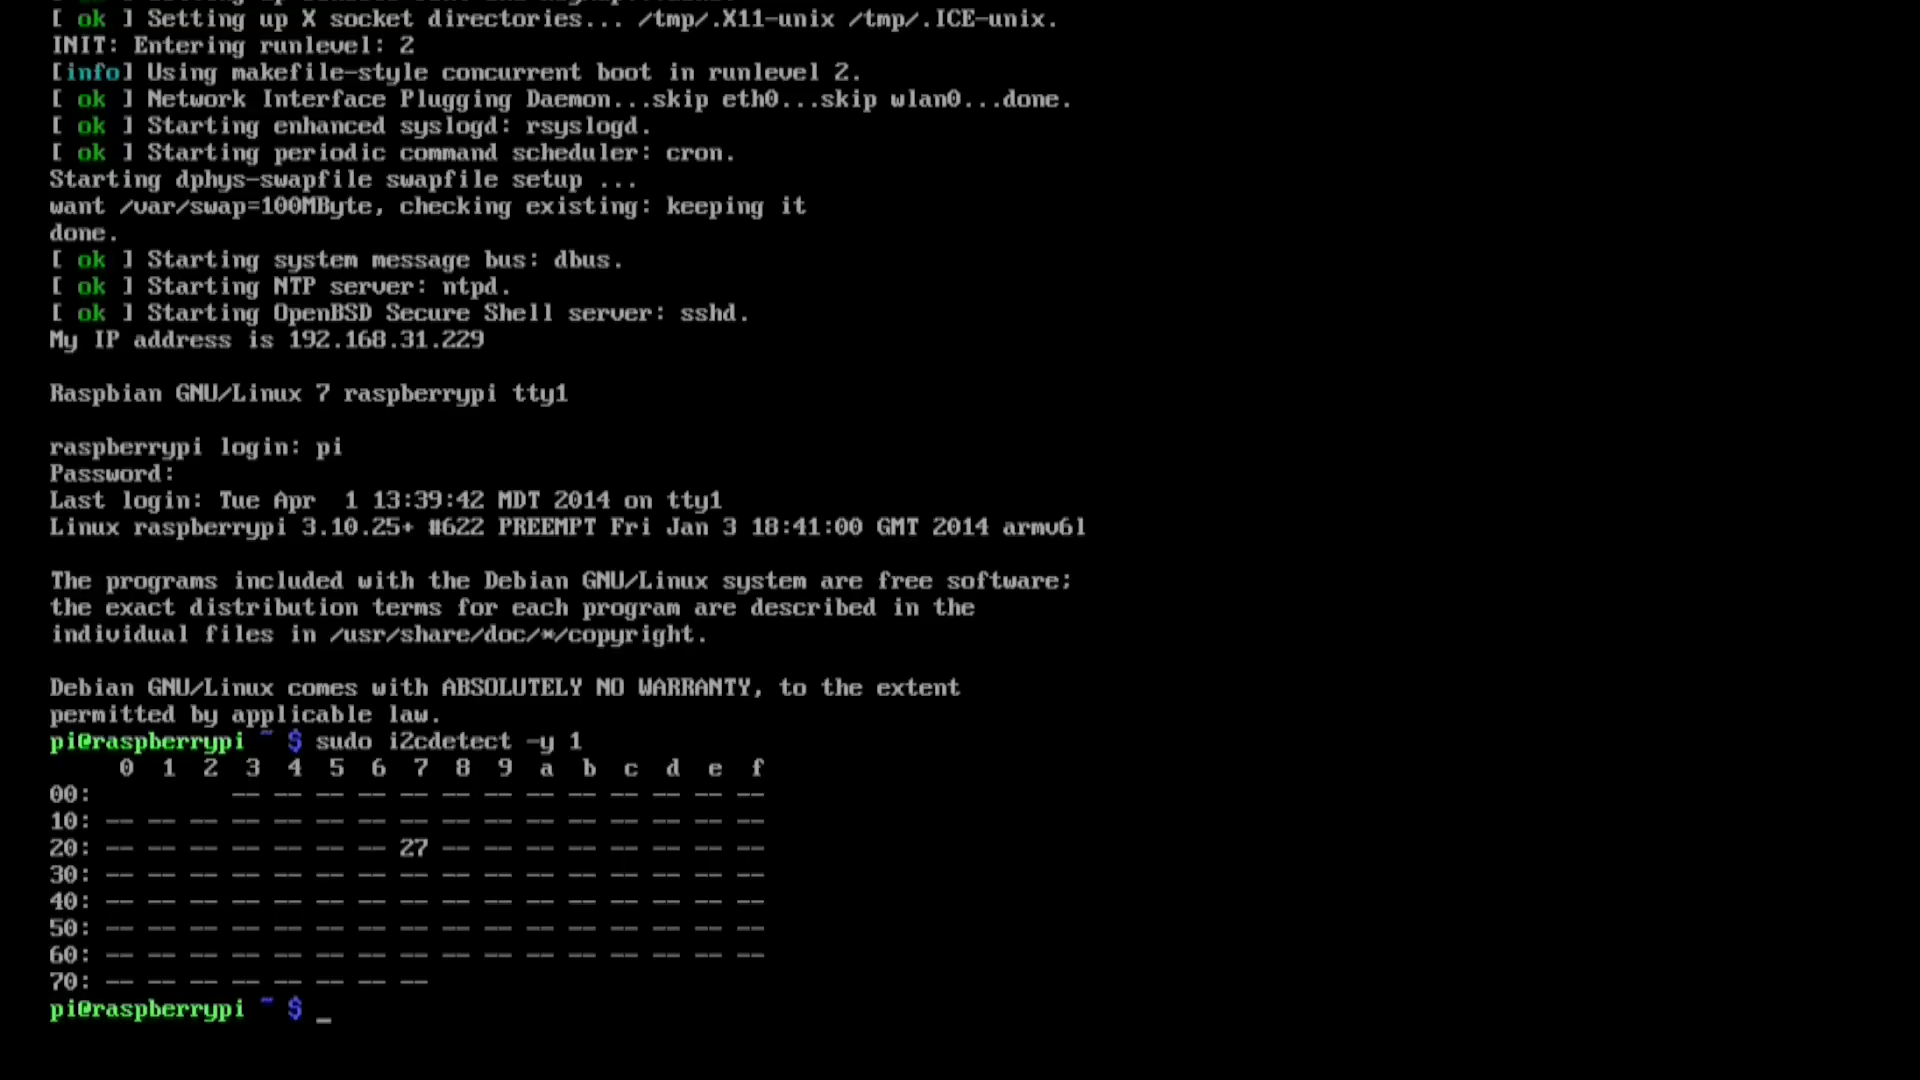 [ ok ] Setting up X socket directories... /tmp/.X11-unix /tmp/.ICE-unix.
INIT: Entering runlevel: 2
[info] Using makefile-style concurrent boot in runlevel 2.
[ ok ] Network Interface Plugging Daemon...skip eth0...skip wlan0...done.
[ ok ] Starting enhanced syslogd: rsyslogd.
[ ok ] Starting periodic command scheduler: cron.
Starting dphys-swapfile swapfile setup ...
want /var/swap=100MByte, checking existing: keeping it
done.
[ ok ] Starting system message bus: dbus.
[ ok ] Starting NTP server: ntpd.
[ ok ] Starting OpenBSD Secure Shell server: sshd.
My IP address is 192.168.31.229
Raspbian GNU/Linux 7 raspberrypi tty1
raspberrypi login: pi
Password:
Last login: Tue Apr  1 13:39:42 MDT 2014 on tty1
Linux raspberrypi 3.10.25+ #622 PREEMPT Fri Jan 3 18:41:00 GMT 2014 armv6l
The programs included with the Debian GNU/Linux system are free software;
the exact distribution terms for each program are described in the
individual files in /usr/share/doc/*/copyright.
Debian GNU/Linux comes with ABSOLUTELY NO WARRANTY, to the extent
permitted by applicable law.
pi@raspberrypi ~ $ sudo i2cdetect -y 1
     0  1  2  3  4  5  6  7  8  9  a  b  c  d  e  f
00:          -- -- -- -- -- -- -- -- -- -- -- -- --
10: -- -- -- -- -- -- -- -- -- -- -- -- -- -- -- --
20: -- -- -- -- -- -- -- 27 -- -- -- -- -- -- -- --
30: -- -- -- -- -- -- -- -- -- -- -- -- -- -- -- --
40: -- -- -- -- -- -- -- -- -- -- -- -- -- -- -- --
50: -- -- -- -- -- -- -- -- -- -- -- -- -- -- -- --
60: -- -- -- -- -- -- -- -- -- -- -- -- -- -- -- --
70: -- -- -- -- -- -- -- --
pi@raspberrypi ~ $ _